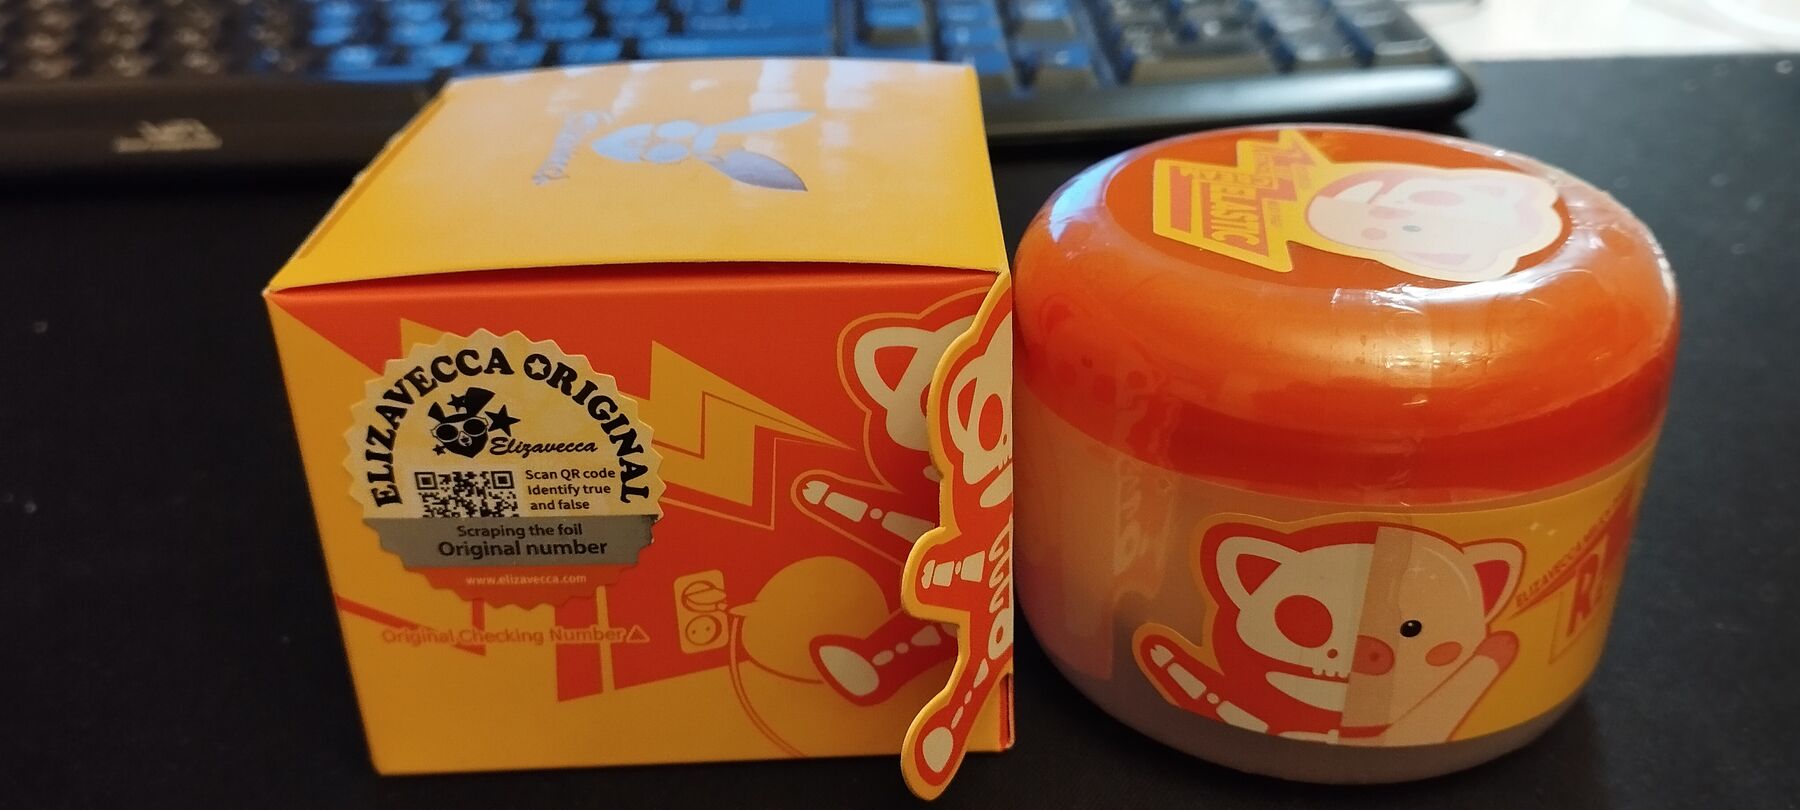 ELIZAVECCA ORIGINAL
Elizavecca
Scan QR code
Identify true
and false
Scraping the foil
Original number
www.elizavecca.com
Original Checking Number
ELASTIC
ELIZAVECCA